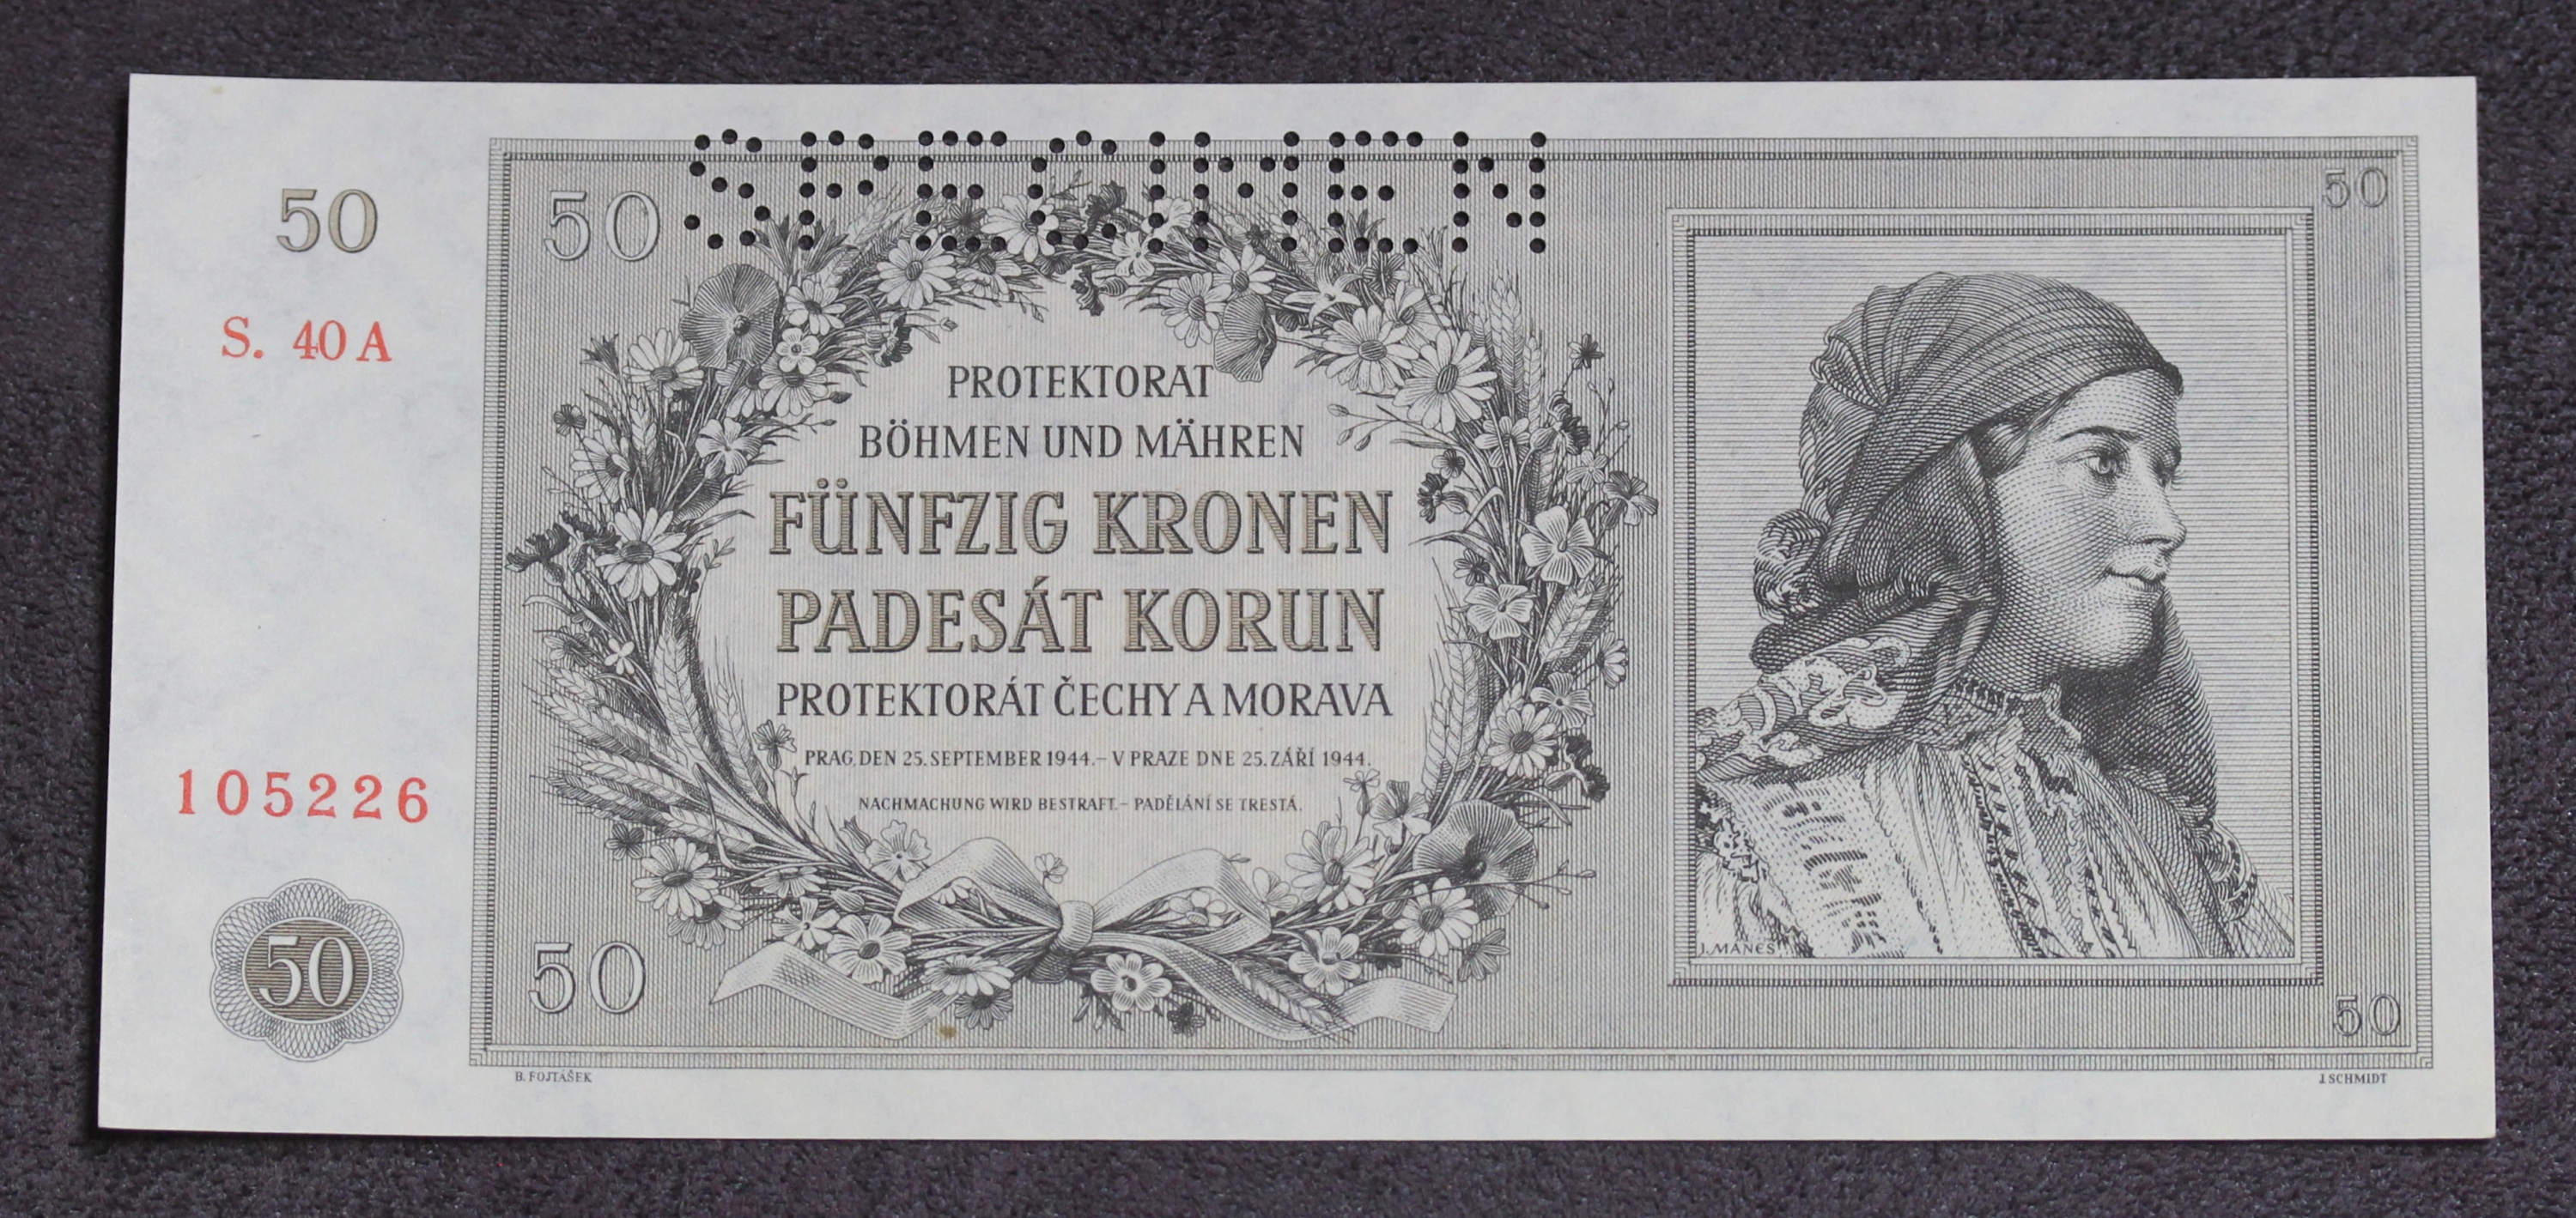 SPECIMEN
50
50
50
S. 40 A
PROTEKTORAT
BÖHMEN UND MÄHREN
FÜNFZIG KRONEN
PADESÁT KORUN
PROTEKTORÁT ČECHY A MORAVA
PRAG, DEN 25. SEPTEMBER 1944.– V PRAZE DNE 25. ZÁŘÍ 1944.
NACHMACHUNG WIRD BESTRAFT.– PADĚLÁNÍ SE TRESTÁ.
105226
J. MÁNES
50
50
50
B. FOJTÁŠEK
J. SCHMIDT